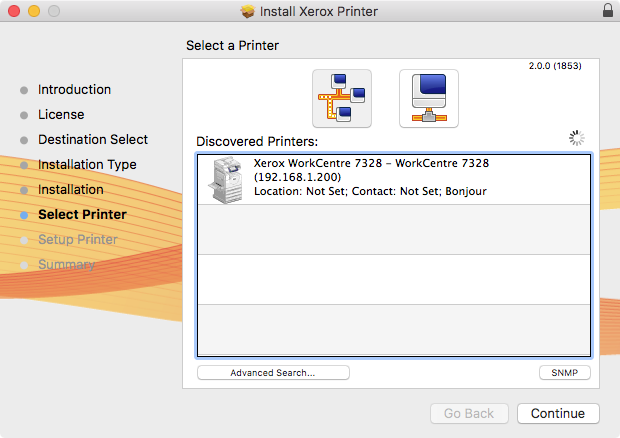 Install Xerox Printer
Select a Printer
2.0.0 (1853)
Introduction
License
Destination Select
Installation Type
Installation
Select Printer
Setup Printer
Summary
Discovered Printers:
Xerox WorkCentre 7328 – WorkCentre 7328
(192.168.1.200)
Location: Not Set; Contact: Not Set; Bonjour
Advanced Search...
SNMP
Go Back
Continue